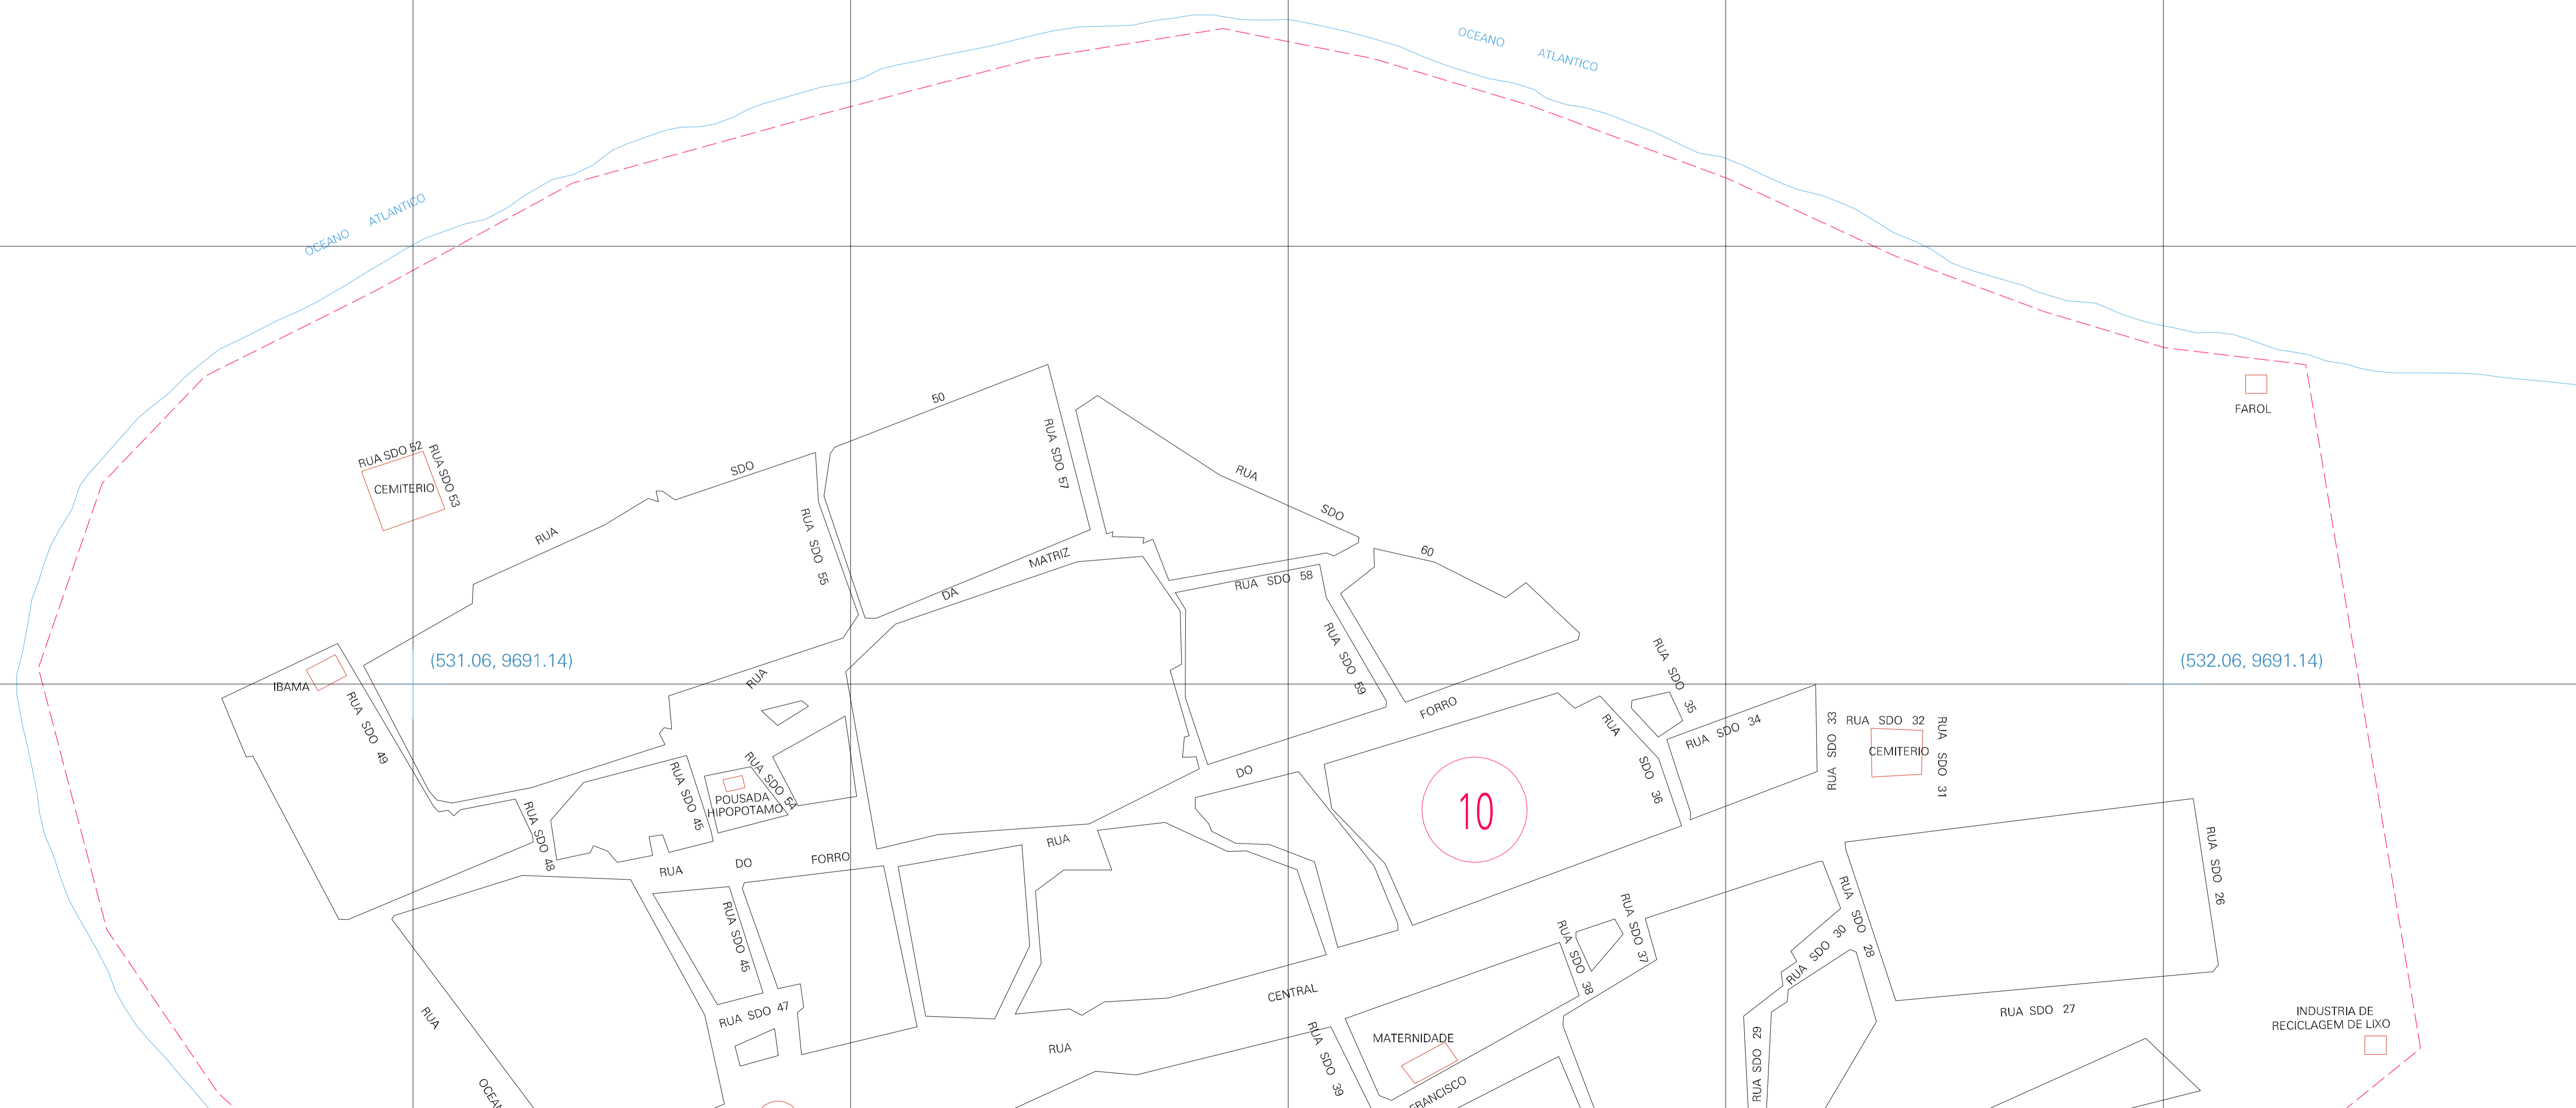 OCEANO ATLANTICO
OCEANO ATLANTICO
FAROL
50
RUA SDO 57
RUA SDO 52
RUA SDO 53
CEMITERIO
RUA SDO
RUA SDO 55
RUA SDO 60
DA MATRIZ
RUA SDO 58
RUA SDO 59
(531.06, 9691.14)
(532.06, 9691.14)
IBAMA
RUA SDO 49
RUA
RUA SDO 54
RUA SDO 45
POUSADA
HIPOPOTAMO
RUA SDO 48
RUA DO FORRO
RUA DO FORRO
RUA SDO 35
RUA SDO 34
RUA SDO 36
RUA SDO 33
RUA SDO 32
RUA SDO 31
CEMITERIO
10
RUA SDO 26
RUA SDO 28
RUA SDO 30
RUA SDO 37
RUA SDO 38
RUA SDO 45
RUA SDO 47
RUA CENTRAL
RUA SDO 39
MATERNIDADE
RUA SDO 29
RUA SDO 27
INDUSTRIA DE
RECICLAGEM DE LIXO
RUA